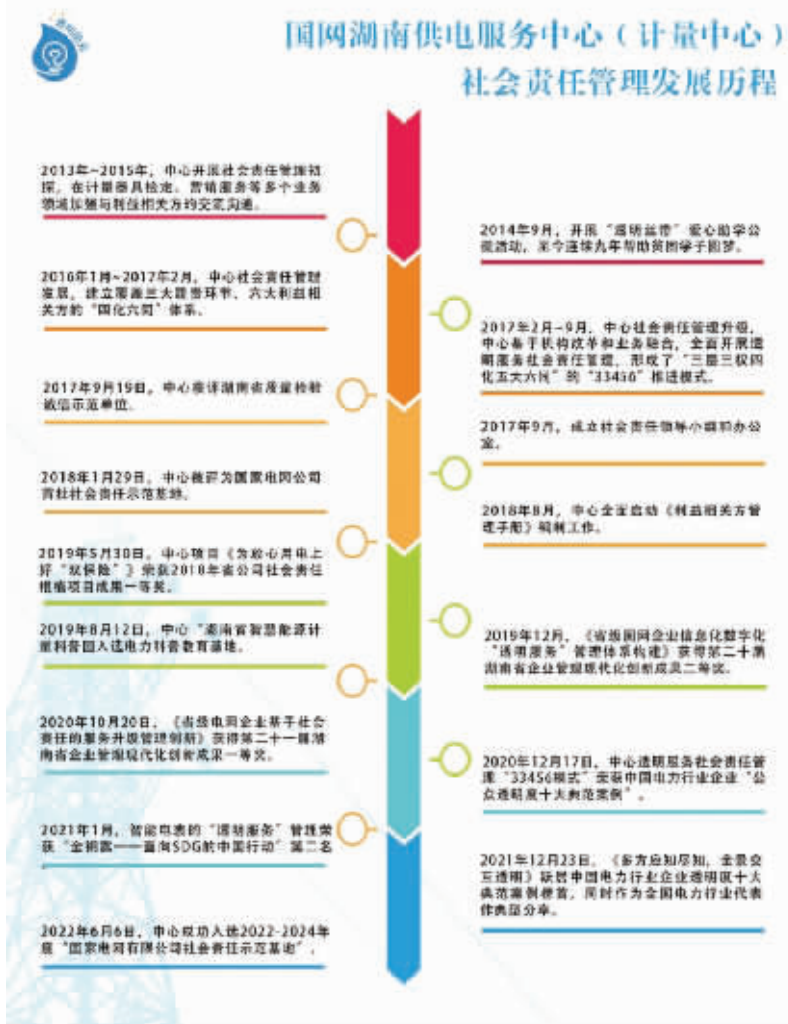 国网湖南供电服务中心（计量中心）
社会责任管理发展历程
2013年~2015年，中心开展社会责任管理初
探，在计量器具检定、营销服务等多个业务
领域加强与利益相关方的交流沟通。
2014年9月，开展“透明丝带”爱心助学公
益活动，至今连续九年帮助贫困学子圆梦。
2016年1月~2017年2月，中心社会责任管理
发展，建立覆盖三大重要环节、六大利益相
关方的“四化六同”体系。
2017年2月~9月，中心社会责任管理升级，
中心基于机构改革和业务融合，全面开展透
明服务社会责任管理，形成了“三层三权四
化五大六同”的“33456”推进模式。
2017年9月19日，中心获评湖南省质量检验
诚信示范单位。
2017年9月，成立社会责任领导小组和办公
室。
2018年1月29日，中心被评为国家电网公司
首批社会责任示范基地。
2018年8月，中心全面启动《利益相关方管
理手册》编制工作。
2019年5月30日，中心项目《为放心用电上
好“双保险”》荣获2018年省公司社会责任
根植项目成果一等奖。
2019年8月12日，中心“湖南省智慧能源计
量科普园入选电力科普教育基地。
2019年12月，《省级电网企业信息化数字化
“透明服务”管理体系构建》获得第二十届
湖南省企业管理现代化创新成果二等奖。
2020年10月20日，《省级电网企业基于社会
责任的服务升级管理创新》获得第二十一届湖
南省企业管理现代化创新成果一等奖。
2020年12月17日，中心透明服务社会责任管
理“33456模式”荣获中国电力行业企业“公
众透明度十大典范案例”。
2021年1月，智能电表的“透明服务”管理荣
获“金钥匙——面向SDG的中国行动”第二名
2021年12月23日，《多方应知尽知，全景交
互透明》跃居中国电力行业企业透明度十大
典范案例榜首，同时作为全国电力行业代表
作典型分享。
2022年6月6日，中心成功入选2022-2024年
度“国家电网有限公司社会责任示范基地”。